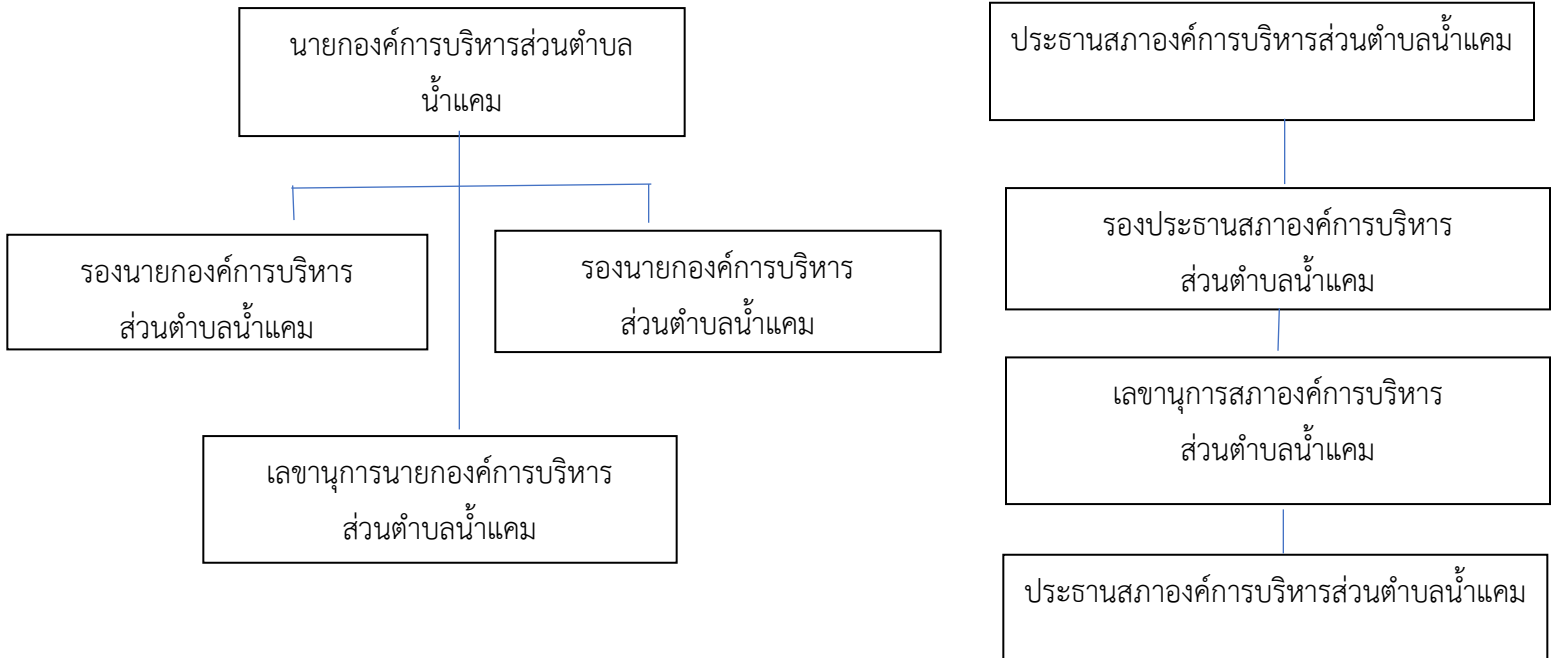 นายกองค์การบริหารส่วนตำบล
น้ำแคม
รองนายกองค์การบริหาร
ส่วนตำบลน้ำแคม
รองนายกองค์การบริหาร
ส่วนตำบลน้ำแคม
เลขานุการนายกองค์การบริหาร
ส่วนตำบลน้ำแคม
ประธานสภาองค์การบริหารส่วนตำบลน้ำแคม
รองประธานสภาองค์การบริหาร
ส่วนตำบลน้ำแคม
เลขานุการสภาองค์การบริหาร
ส่วนตำบลน้ำแคม
ประธานสภาองค์การบริหารส่วนตำบลน้ำแคม